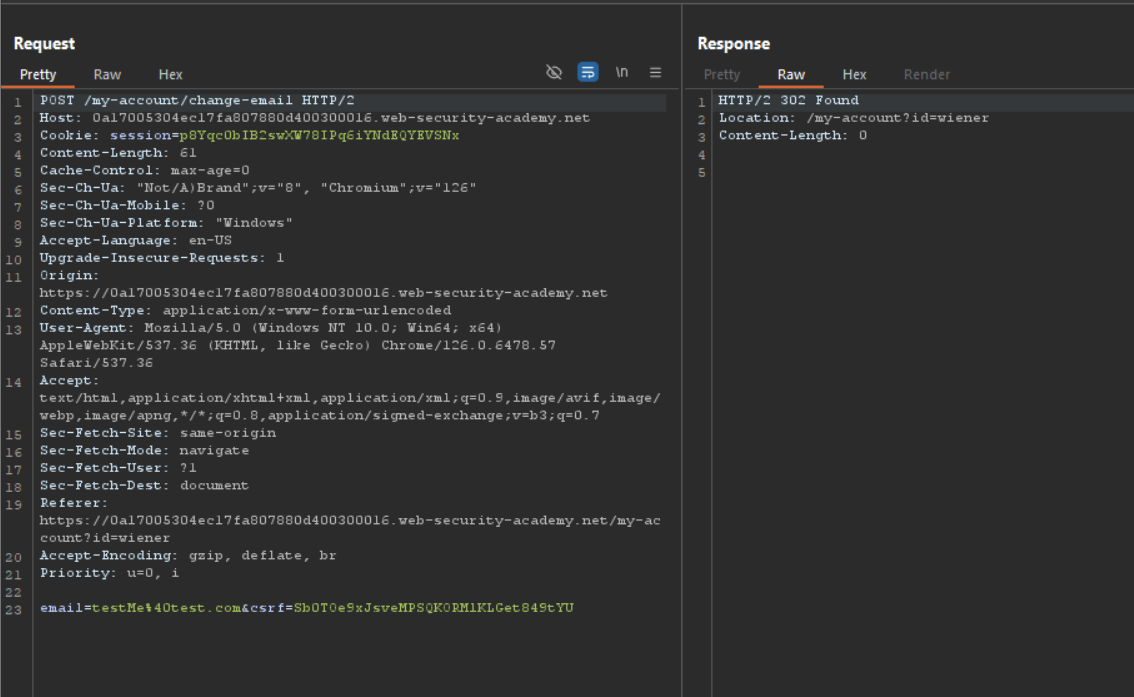 Request
Pretty Raw Hex
\n
1 POST /my-account/change-email HTTP/2
2 Host: 0a17005304ec17fa807880d400300016.web-security-academy.net
3 Cookie: session=p8Yqc0bIB2swXW78IPq6iYNdEQYEVSNx
4 Content-Length: 61
5 Cache-Control: max-age=0
6 Sec-Ch-Ua: "Not/A)Brand";v="8", "Chromium";v="126"
7 Sec-Ch-Ua-Mobile: ?0
8 Sec-Ch-Ua-Platform: "Windows"
9 Accept-Language: en-US
10 Upgrade-Insecure-Requests: 1
11 Origin:
https://0a17005304ec17fa807880d400300016.web-security-academy.net
12 Content-Type: application/x-www-form-urlencoded
13 User-Agent: Mozilla/5.0 (Windows NT 10.0; Win64; x64)
AppleWebKit/537.36 (KHTML, like Gecko) Chrome/126.0.6478.57
Safari/537.36
14 Accept:
text/html,application/xhtml+xml,application/xml;q=0.9,image/avif,image/
webp,image/apng,*/*;q=0.8,application/signed-exchange;v=b3;q=0.7
15 Sec-Fetch-Site: same-origin
16 Sec-Fetch-Mode: navigate
17 Sec-Fetch-User: ?1
18 Sec-Fetch-Dest: document
19 Referer:
https://0a17005304ec17fa807880d400300016.web-security-academy.net/my-ac
count?id=wiener
20 Accept-Encoding: gzip, deflate, br
21 Priority: u=0, i
22
23 email=testMe%40test.com&csrf=Sb0T0e9xJsveMPSQK0RM1KLGet849tYU
Response
Pretty Raw Hex Render
1 HTTP/2 302 Found
2 Location: /my-account?id=wiener
3 Content-Length: 0
4
5